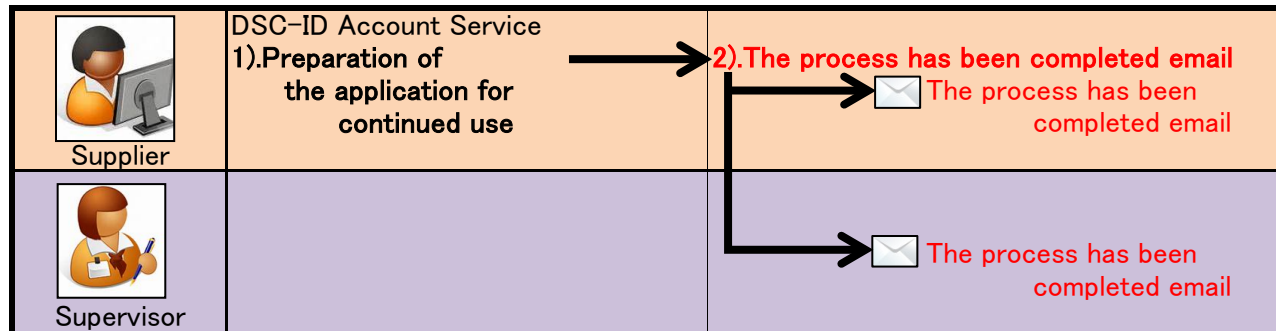 DSC-ID Account Service
1).Preparation of
the application for
continued use
2).The process has been completed email
The process has been
completed email
Supplier
The process has been
completed email
Supervisor